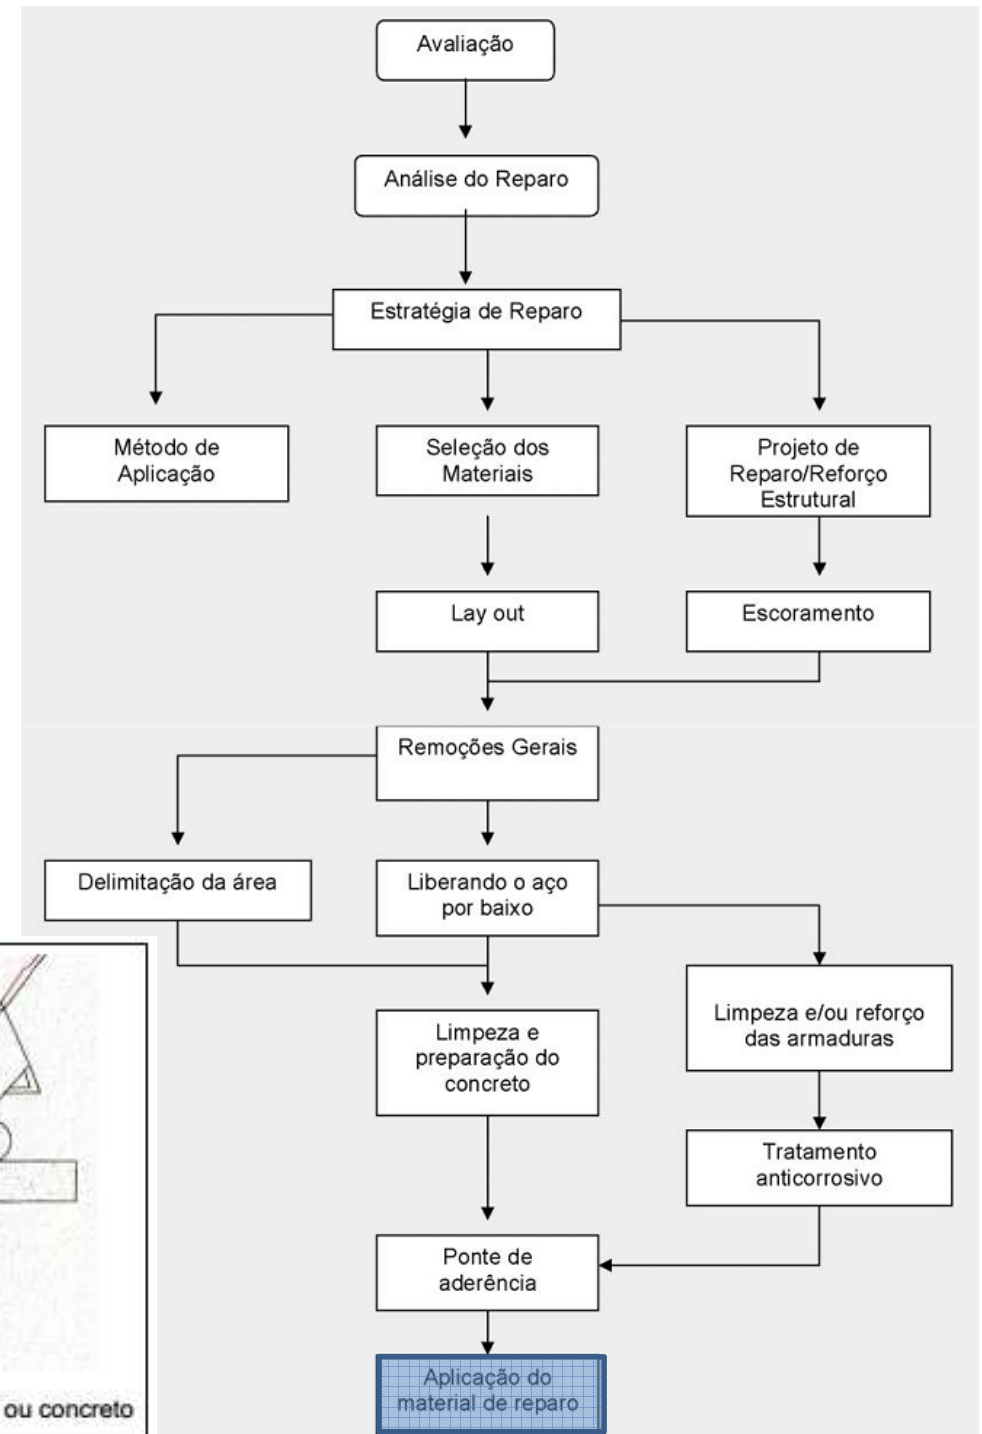 Avaliação
Análise do Reparo
Estratégia de Reparo
Método de
Aplicação
Seleção dos
Materiais
Projeto de
Reparo/Reforço
Estrutural
Lay out
Escoramento
Remoções Gerais
Delimitação da área
Liberando o aço
por baixo
Limpeza e/ou reforço
das armaduras
Limpeza e
preparação do
concreto
Tratamento
anticorrosivo
Ponte de
aderência
Aplicação do
material de reparo
ou concreto